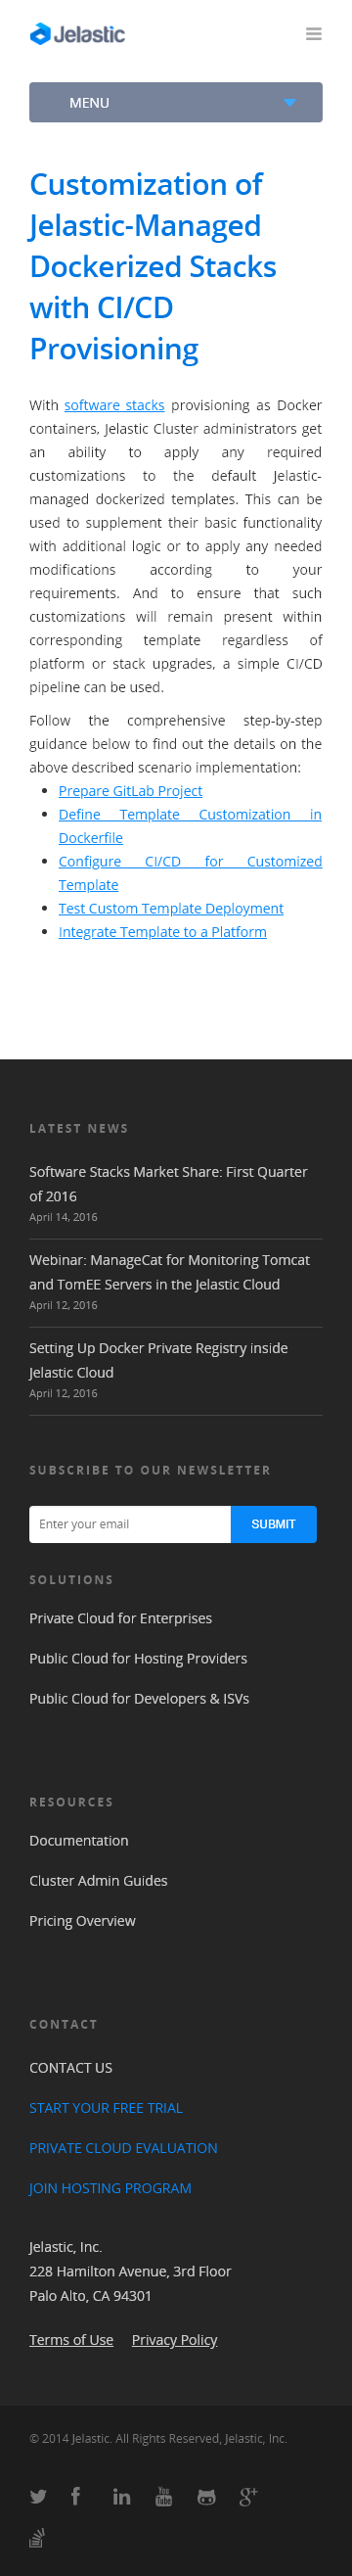 Jelastic
MENU
Customization of
Jelastic-Managed
Dockerized Stacks
with CI/CD
Provisioning
With software stacks provisioning as Docker
containers, Jelastic Cluster administrators get
an ability to apply any required
customizations to the default Jelastic-
managed dockerized templates. This can be
used to supplement their basic functionality
with additional logic or to apply any needed
modifications according to your
requirements. And to ensure that such
customizations will remain present within
corresponding template regardless of
platform or stack upgrades, a simple CI/CD
pipeline can be used.
Follow the comprehensive step-by-step
guidance below to find out the details on the
above described scenario implementation:
Prepare GitLab Project
Define Template Customization in
Dockerfile
Configure CI/CD for Customized
Template
Test Custom Template Deployment
Integrate Template to a Platform
LATEST NEWS
Software Stacks Market Share: First Quarter
of 2016
April 14, 2016
Webinar: ManageCat for Monitoring Tomcat
and TomEE Servers in the Jelastic Cloud
April 12, 2016
Setting Up Docker Private Registry inside
Jelastic Cloud
April 12, 2016
SUBSCRIBE TO OUR NEWSLETTER
Enter your email SUBMIT
SOLUTIONS
Private Cloud for Enterprises
Public Cloud for Hosting Providers
Public Cloud for Developers & ISVs
RESOURCES
Documentation
Cluster Admin Guides
Pricing Overview
CONTACT
CONTACT US
START YOUR FREE TRIAL
PRIVATE CLOUD EVALUATION
JOIN HOSTING PROGRAM
Jelastic, Inc.
228 Hamilton Avenue, 3rd Floor
Palo Alto, CA 94301
Terms of Use Privacy Policy
© 2014 Jelastic. All Rights Reserved, Jelastic, Inc.